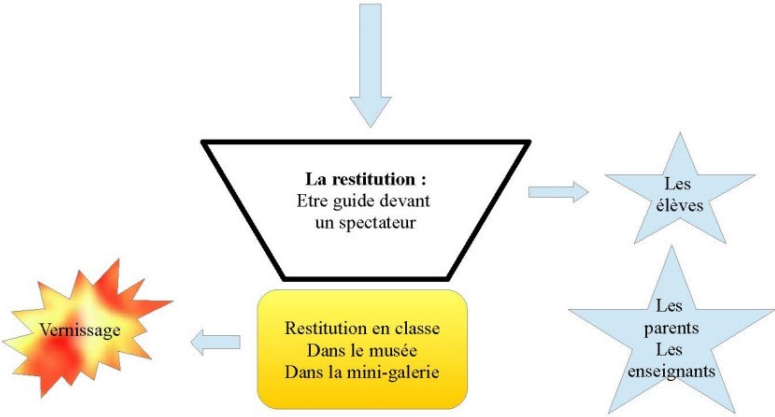 La restitution :
Etre guide devant
un spectateur
Les
élèves
Vernissage
Restitution en classe
Dans le musée
Dans la mini-galerie
Les
parents
Les
enseignants